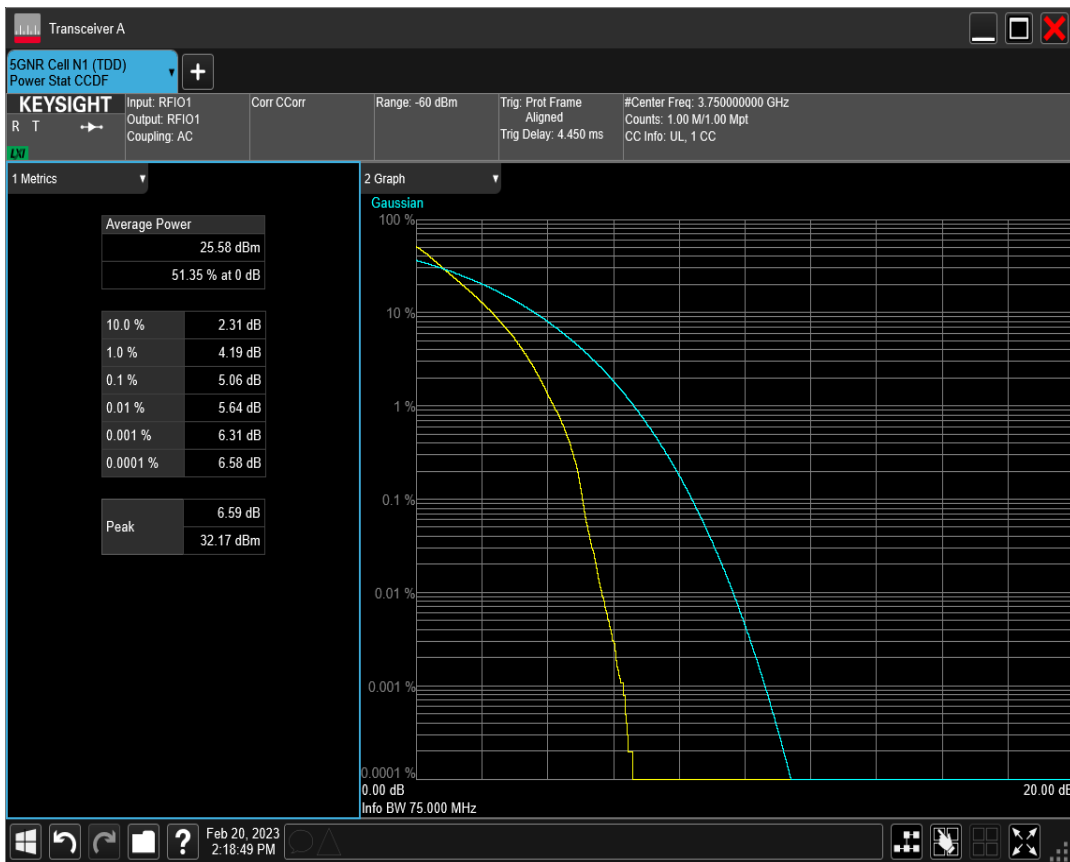 Transceiver A
5GNR Cell N1 (TDD)
Power Stat CCDF
+
KEYSIGHT
R T
LXI
Input: RFIO1
Output: RFIO1
Coupling: AC
Corr CCorr
Range: -60 dBm
Trig: Prot Frame
Aligned
Trig Delay: 4.450 ms
#Center Freq: 3.750000000 GHz
Counts: 1.00 M/1.00 Mpt
CC Info: UL, 1 CC
1 Metrics
Average Power
25.58 dBm
51.35 % at 0 dB
10.0 % 2.31 dB
1.0 % 4.19 dB
0.1 % 5.06 dB
0.01 % 5.64 dB
0.001 % 6.31 dB
0.0001 % 6.58 dB
Peak 6.59 dB
32.17 dBm
2 Graph
Gaussian
100 %
10 %
1 %
0.1 %
0.01 %
0.001 %
0.0001 %
0.00 dB 20.00 dB
Info BW 75.000 MHz
? Feb 20, 2023
2:18:49 PM